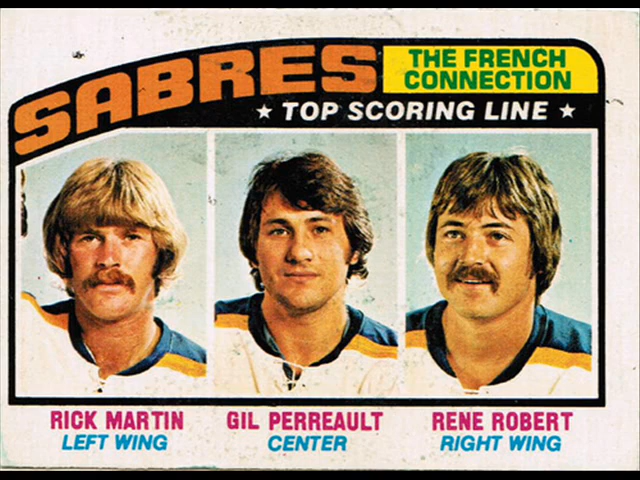 SABRES
THE FRENCH
CONNECTION
★ TOP SCORING LINE ★
RICK MARTIN
LEFT WING
GIL PERREAULT
CENTER
RENE ROBERT
RIGHT WING